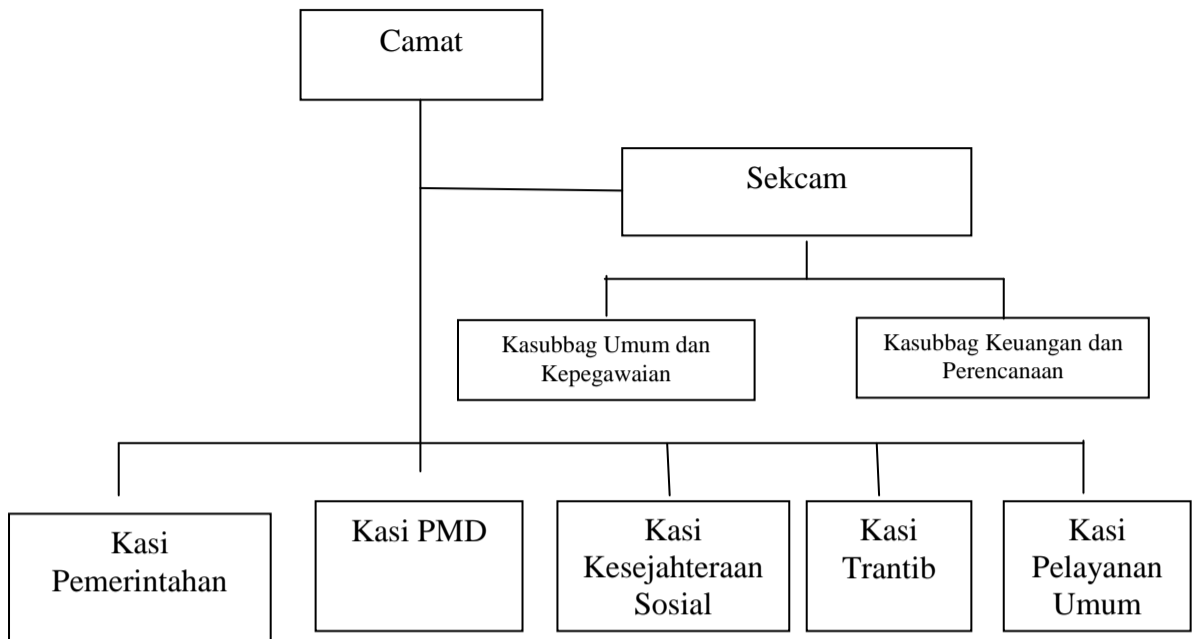 Camat
Sekcam
Kasubbag Umum dan
Kepegawaian
Kasubbag Keuangan dan
Perencanaan
Kasi
Pemerintahan
Kasi PMD
Kasi
Kesejahteraan
Sosial
Kasi
Trantib
Kasi
Pelayanan
Umum